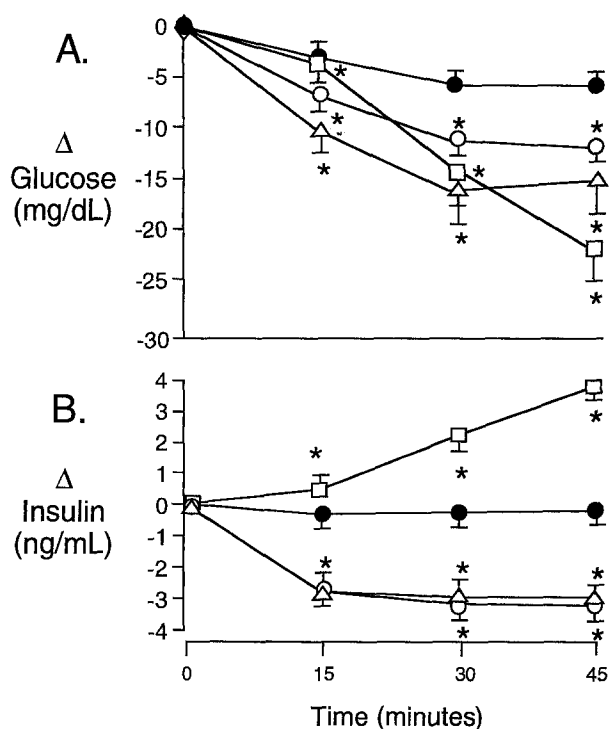 A.
Δ
Glucose
(mg/dL)
0
-5
-10
-15
-20
-25
-30
* * * * * * * * *
B.
Δ
Insulin
(ng/mL)
4
3
2
1
0
-1
-2
-3
-4
* * * * * * * *
0 15 30 45
Time (minutes)